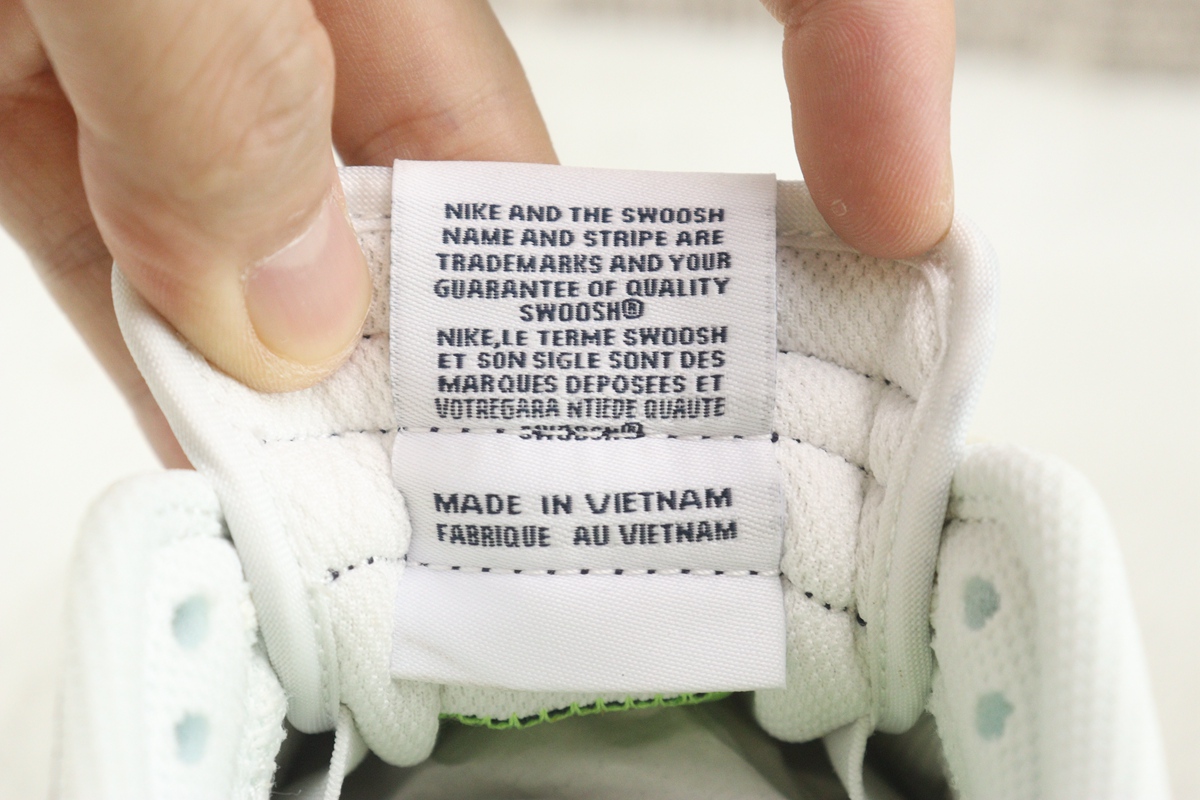 NIKE AND THE SWOOSH
NAME AND STRIPE ARE
TRADEMARKS AND YOUR
GUARANTEE OF QUALITY
SWOOSH®
NIKE,LE TERME SWOOSH
ET SON SIGLE SONT DES
MARQUES DEPOSEES ET
VOTREGARA NTIEDE QUAUTE
SWOOSH®
MADE IN VIETNAM
FABRIQUE AU VIETNAM